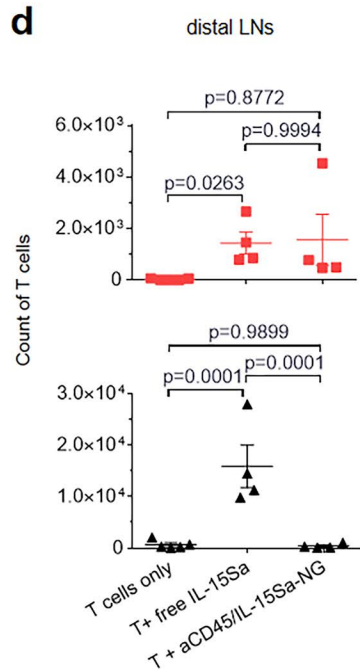 d
distal LNs
p=0.8772
p=0.9994
p=0.0263
6.0×10³
4.0×10³
2.0×10³
0
Count of T cells
p=0.9899
p=0.0001
p=0.0001
3.0×10⁴
2.0×10⁴
1.0×10⁴
0
T cells only
T+ free IL-15Sa
T + aCD45/IL-15Sa-NG